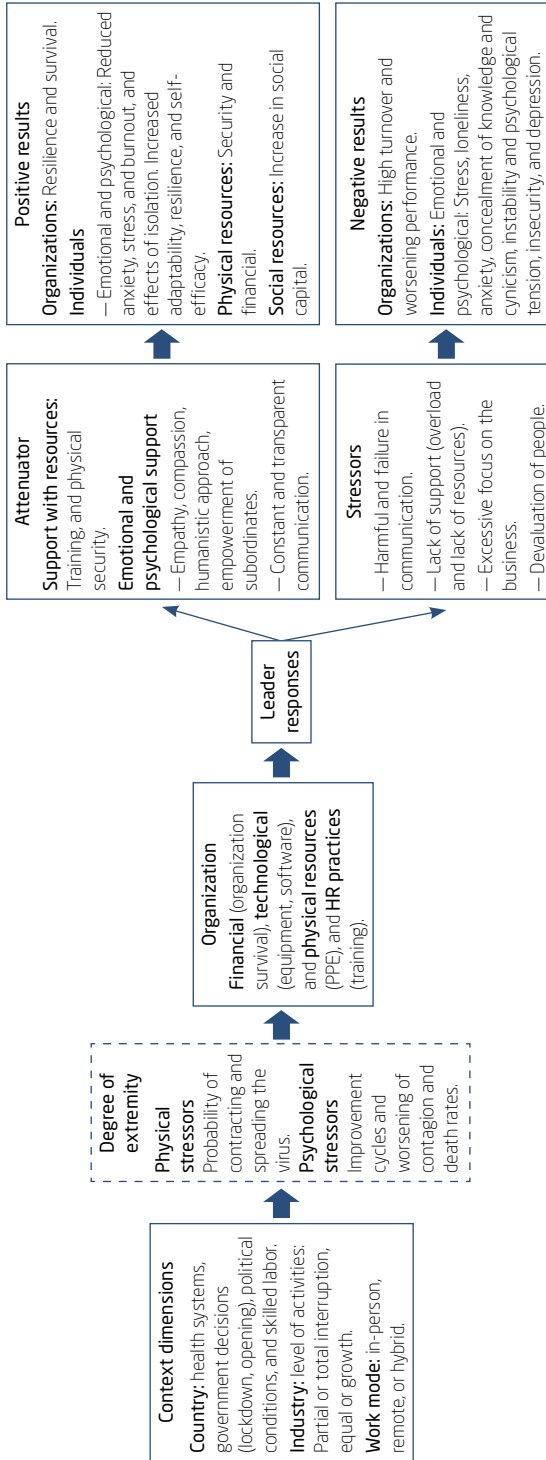 Context dimensions
Country: health systems,
government decisions
(lockdown, opening), political
conditions, and skilled labor.
Industry: level of activities:
Partial or total interruption,
equal or growth.
Work mode: in-person,
remote, or hybrid.
Degree of
extremity
Physical
stressors
Probability of
contracting and
spreading the
virus.
Psychological
stressors
Improvement
cycles and
worsening of
contagion and
death rates.
Organization
Financial (organization
survival), technological
(equipment, software),
and physical resources
(PPE), and HR practices
(training).
Leader
responses
Attenuator
Support with resources:
Training, and physical
security.
Emotional and
psychological support
— Empathy, compassion,
humanistic approach,
empowerment of
subordinates.
— Constant and transparent
communication.
Stressors
— Harmful and failure in
communication.
— Lack of support (overload
and lack of resources).
— Excessive focus on the
business.
— Devaluation of people.
Positive results
Organizations: Resilience and survival.
Individuals
— Emotional and psychological: Reduced
anxiety, stress, and burnout, and
effects of isolation. Increased
adaptability, resilience, and self-
efficacy.
Physical resources: Security and
financial.
Social resources: Increase in social
capital.
Negative results
Organizations: High turnover and
worsening performance.
Individuals: Emotional and
psychological: Stress, loneliness,
anxiety, concealment of knowledge and
cynicism, instability and psychological
tension, insecurity, and depression.